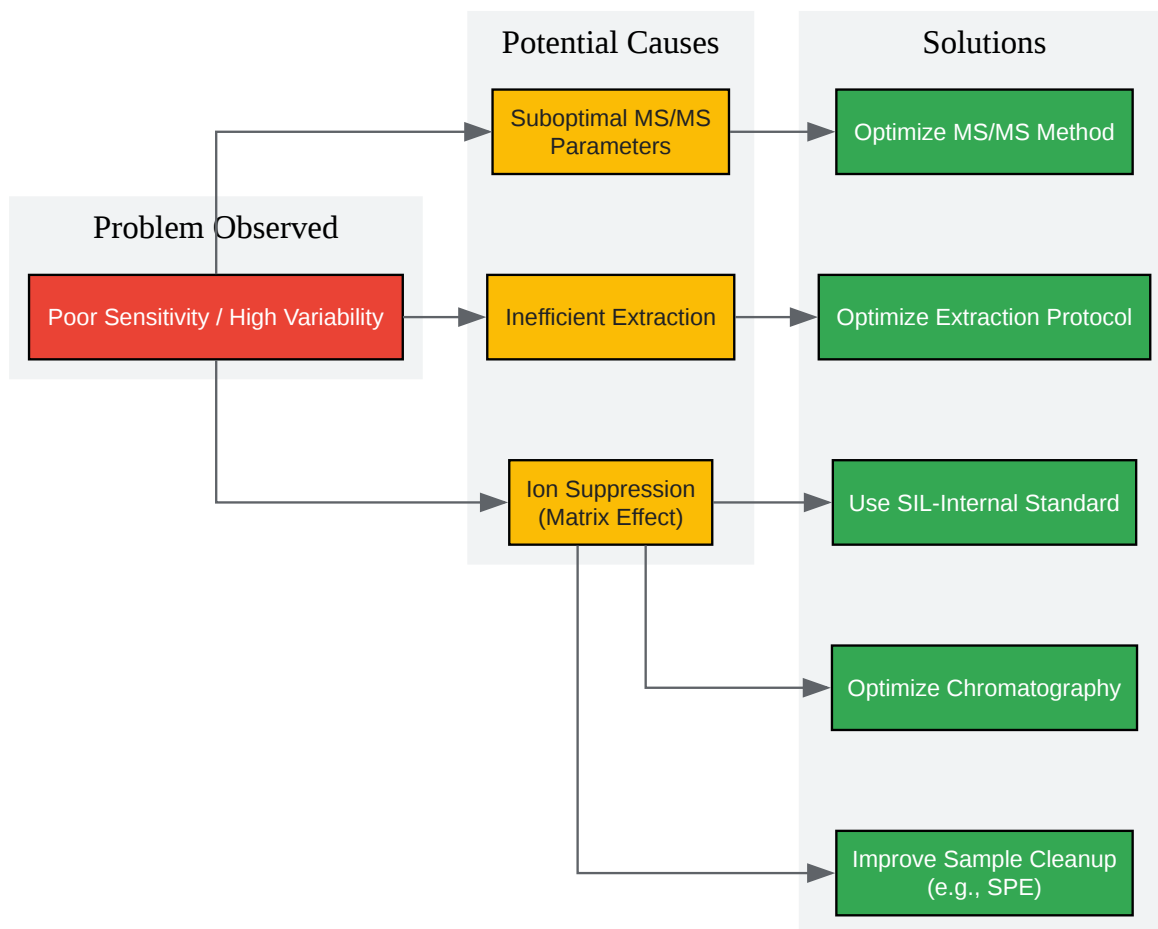 Potential Causes
Solutions
Suboptimal MS/MS
Parameters
Optimize MS/MS Method
Problem Observed
Poor Sensitivity / High Variability
Inefficient Extraction
Optimize Extraction Protocol
Ion Suppression
(Matrix Effect)
Use SIL-Internal Standard
Optimize Chromatography
Improve Sample Cleanup
(e.g., SPE)